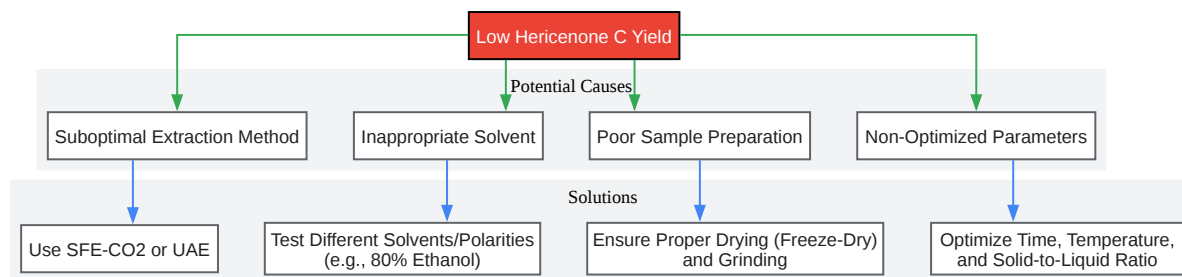 Low Hericenone C Yield
Potential Causes
Suboptimal Extraction Method
Inappropriate Solvent
Poor Sample Preparation
Non-Optimized Parameters
Solutions
Use SFE-CO2 or UAE
Test Different Solvents/Polarities
(e.g., 80% Ethanol)
Ensure Proper Drying (Freeze-Dry)
and Grinding
Optimize Time, Temperature,
and Solid-to-Liquid Ratio